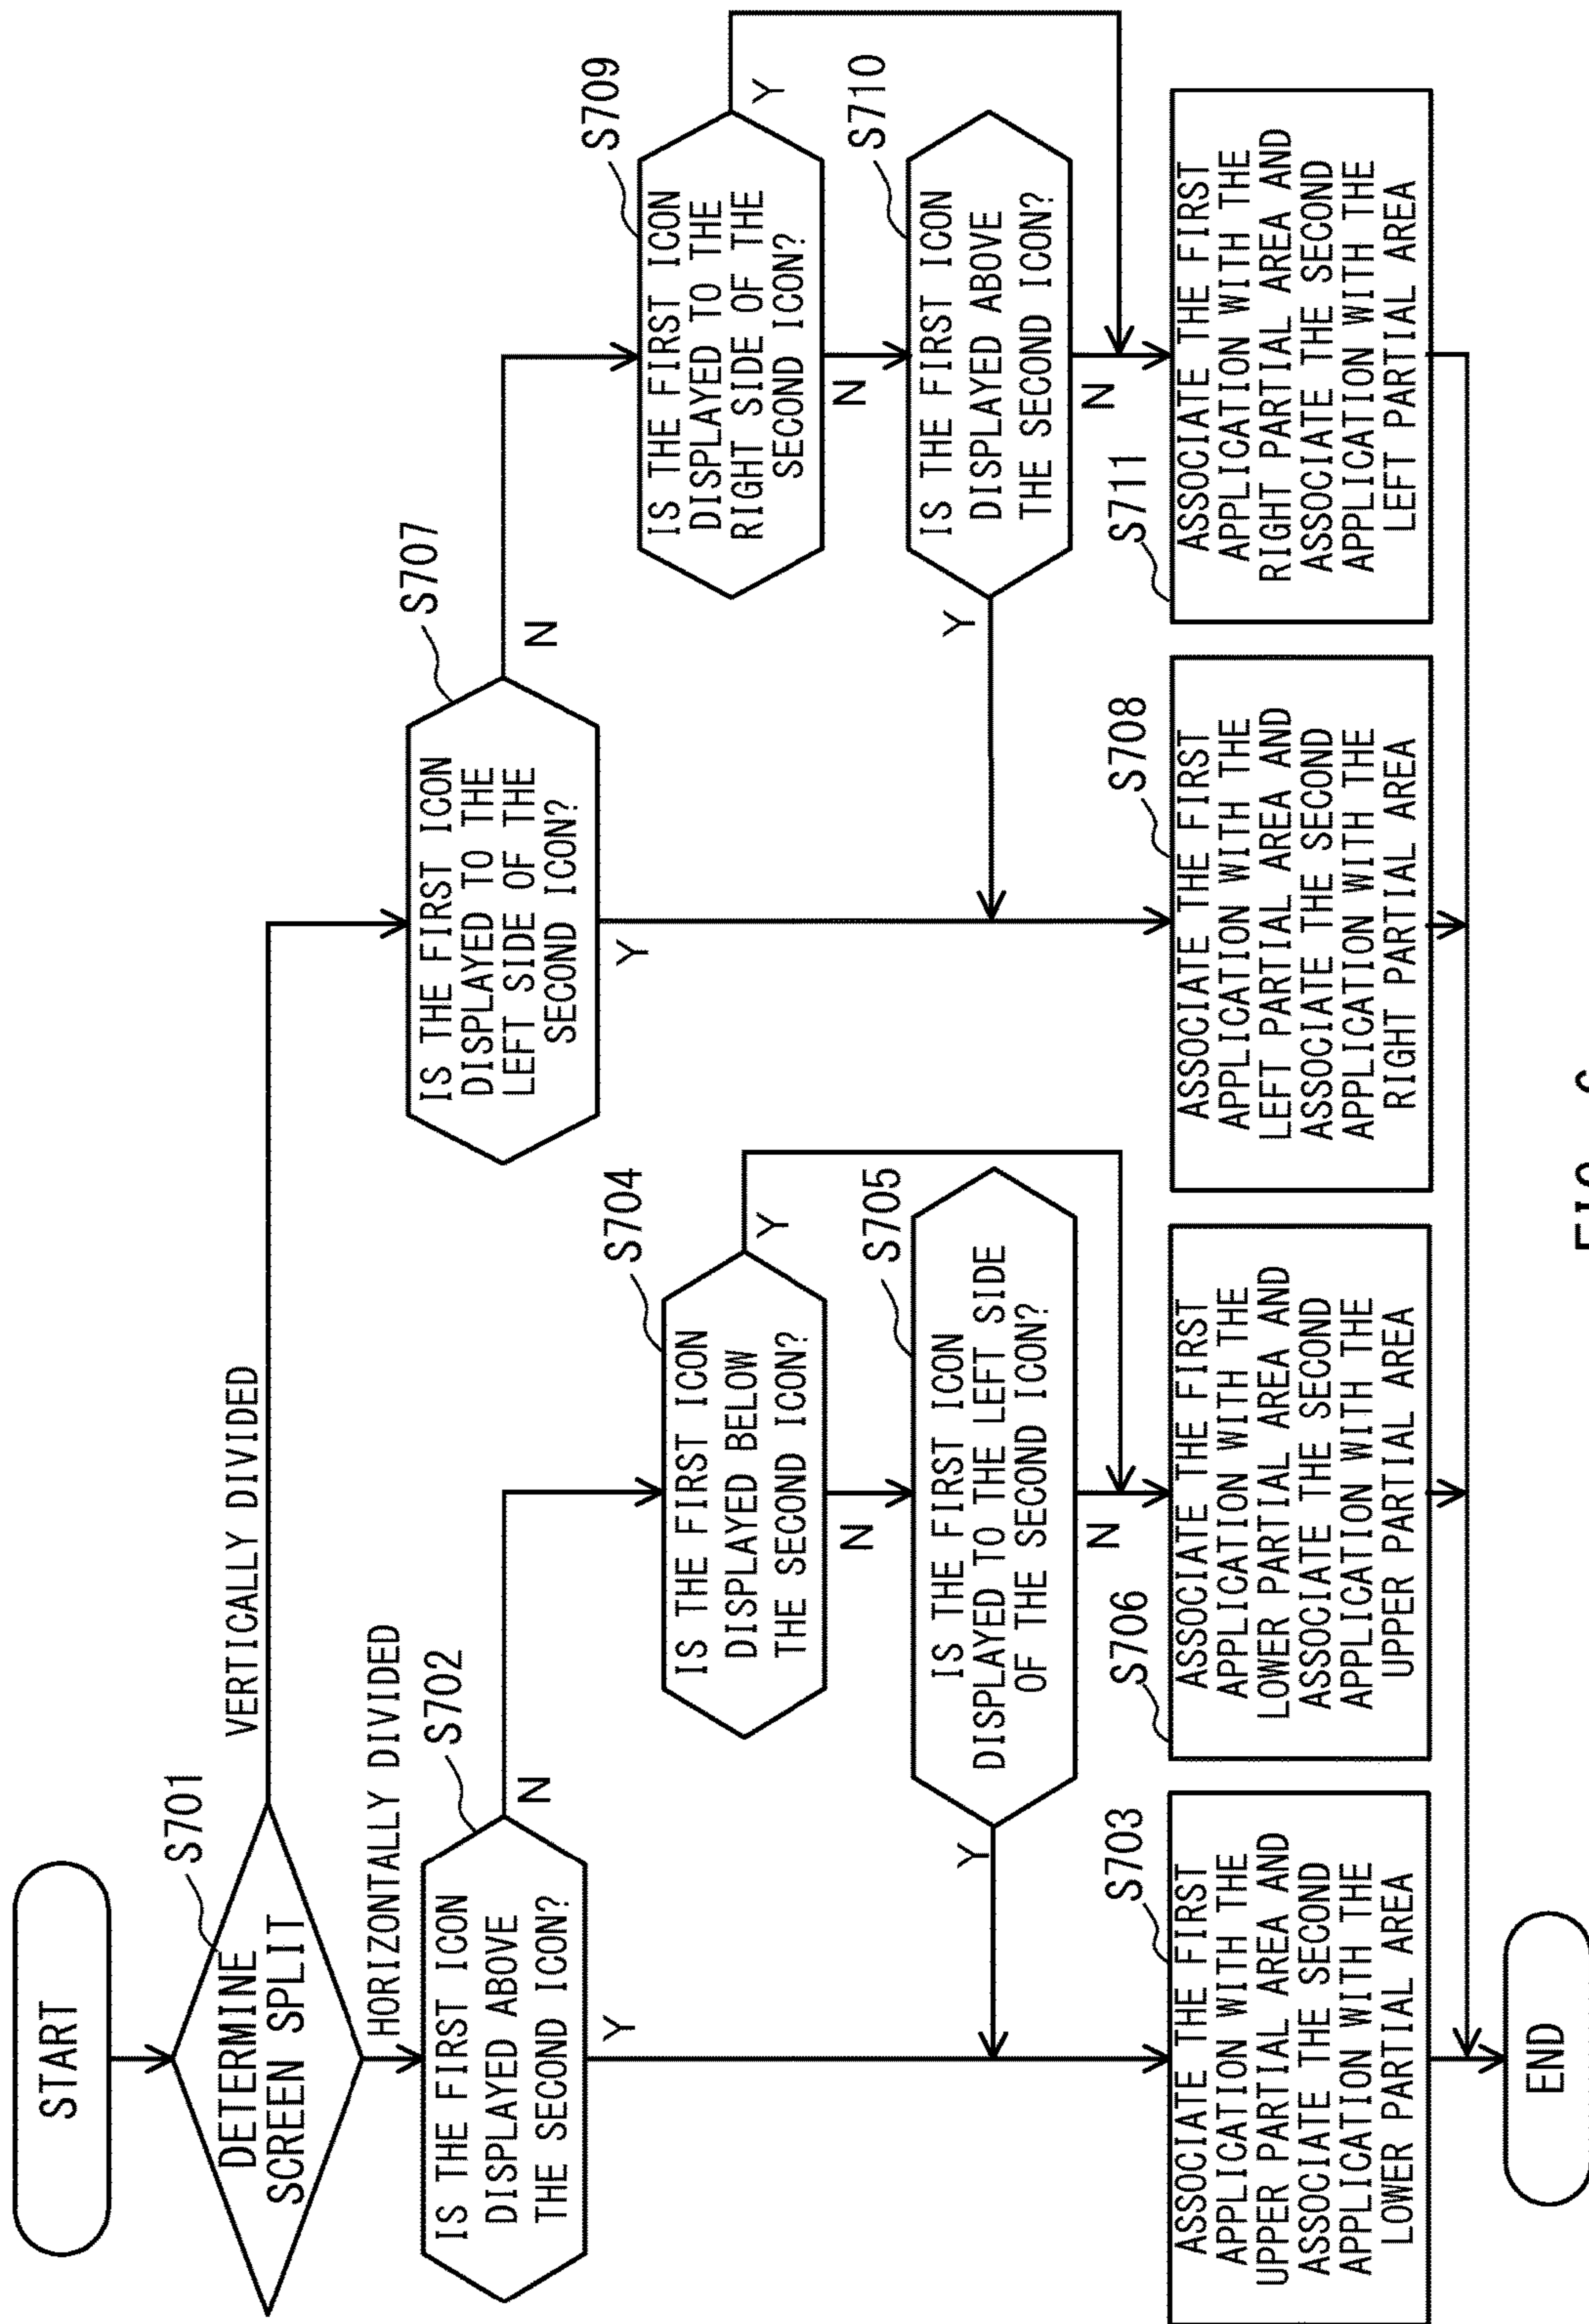 START
S701
DETERMINE
SCREEN SPLIT
VERTICALLY DIVIDED
HORIZONTALLY DIVIDED
S702
IS THE FIRST ICON
DISPLAYED ABOVE
THE SECOND ICON?
N
Y
S704
IS THE FIRST ICON
DISPLAYED BELOW
THE SECOND ICON?
Y
N
S705
IS THE FIRST ICON
DISPLAYED TO THE LEFT SIDE
OF THE SECOND ICON?
Y
N
S703
ASSOCIATE THE FIRST
APPLICATION WITH THE
UPPER PARTIAL AREA AND
ASSOCIATE THE SECOND
APPLICATION WITH THE
LOWER PARTIAL AREA
S706
ASSOCIATE THE FIRST
APPLICATION WITH THE
LOWER PARTIAL AREA AND
ASSOCIATE THE SECOND
APPLICATION WITH THE
UPPER PARTIAL AREA
S707
IS THE FIRST ICON
DISPLAYED TO THE
LEFT SIDE OF THE
SECOND ICON?
N
Y
S709
IS THE FIRST ICON
DISPLAYED TO THE
RIGHT SIDE OF THE
SECOND ICON?
Y
N
S710
IS THE FIRST ICON
DISPLAYED ABOVE
THE SECOND ICON?
Y
N
S708
ASSOCIATE THE FIRST
APPLICATION WITH THE
LEFT PARTIAL AREA AND
ASSOCIATE THE SECOND
APPLICATION WITH THE
RIGHT PARTIAL AREA
S711
ASSOCIATE THE FIRST
APPLICATION WITH THE
RIGHT PARTIAL AREA AND
ASSOCIATE THE SECOND
APPLICATION WITH THE
LEFT PARTIAL AREA
END